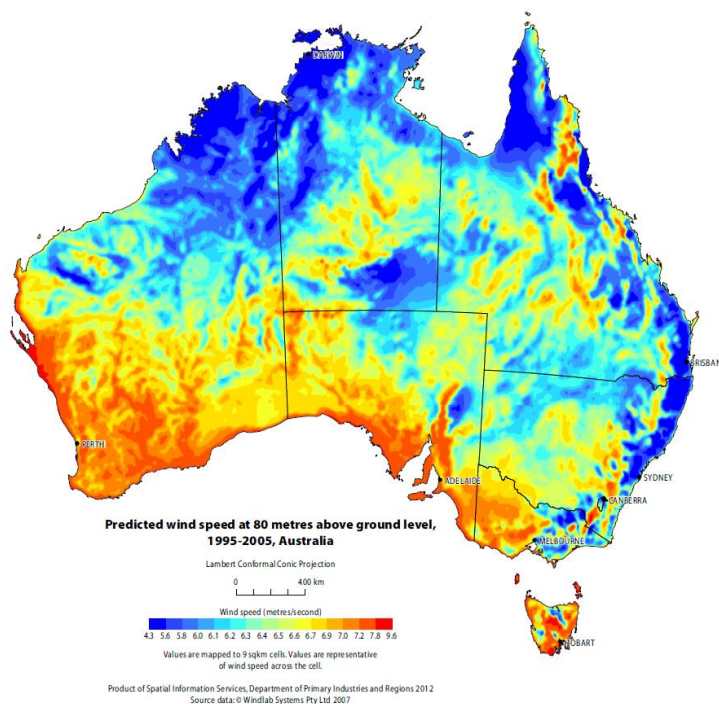 DARWIN
BRISBAN
PERTH
ADELAIDE
SYDNEY
CANBERRA
MELBOURNE
HOBART
Predicted wind speed at 80 metres above ground level,
1995-2005, Australia
Lambert Conformal Conic Projection
0 400 km
Wind speed (metres/second)
4.3 5.6 5.8 6.0 6.1 6.2 6.3 6.4 6.5 6.6 6.7 6.9 7.0 7.2 7.8 9.6
Values are mapped to 9 sqkm cells. Values are representative
of wind speed across the cell.
Product of Spatial Information Services, Department of Primary Industries and Regions 2012
Source data: © Windlab Systems Pty Ltd 2007